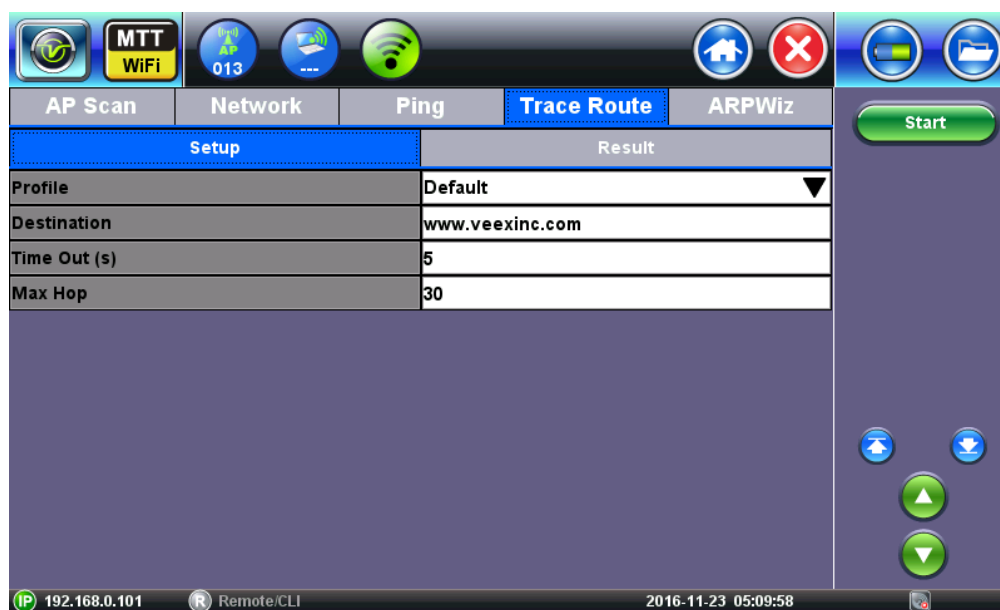 MTT
WiFi
AP
013
---
AP Scan Network Ping Trace Route ARPWiz
Start
Setup Result
Profile Default
Destination www.veexinc.com
Time Out (s) 5
Max Hop 30
IP 192.168.0.101 R Remote/CLI 2016-11-23 05:09:58